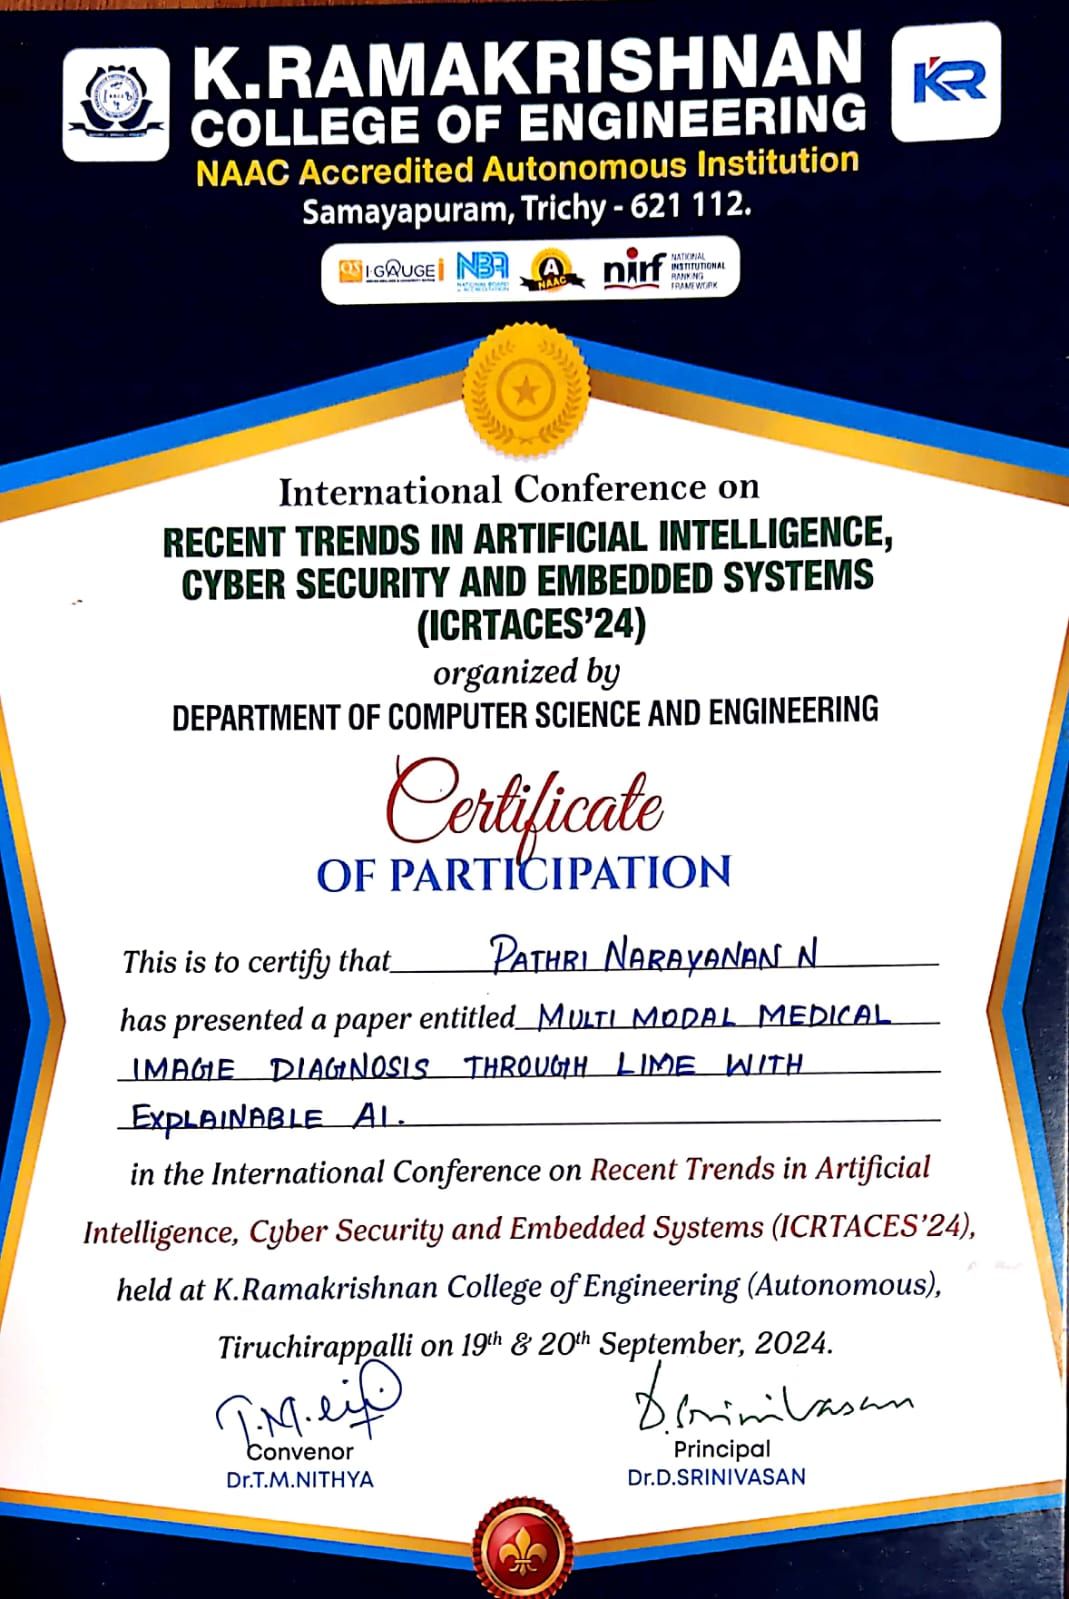 K.RAMAKRISHNAN
COLLEGE OF ENGINEERING
NAAC Accredited Autonomous Institution
Samayapuram, Trichy - 621 112.
KR
QS I·GAUGE
NBA
NATIONAL BOARD
A
NAAC
nirf
NATIONAL
INSTITUTIONAL
RANKING
FRAMEWORK
International Conference on
RECENT TRENDS IN ARTIFICIAL INTELLIGENCE,
CYBER SECURITY AND EMBEDDED SYSTEMS
(ICRTACES'24)
organized by
DEPARTMENT OF COMPUTER SCIENCE AND ENGINEERING
Certificate
OF PARTICIPATION
This is to certify that PATHRI NARAYANAN N
has presented a paper entitled MULTI MODAL MEDICAL
IMAGE DIAGNOSIS THROUGH LIME WITH
EXPLAINABLE AI.
in the International Conference on Recent Trends in Artificial
Intelligence, Cyber Security and Embedded Systems (ICRTACES'24),
held at K.Ramakrishnan College of Engineering (Autonomous),
Tiruchirappalli on 19th & 20th September, 2024.
D.Srinivasan
Convenor
Dr.T.M.NITHYA
Principal
Dr.D.SRINIVASAN